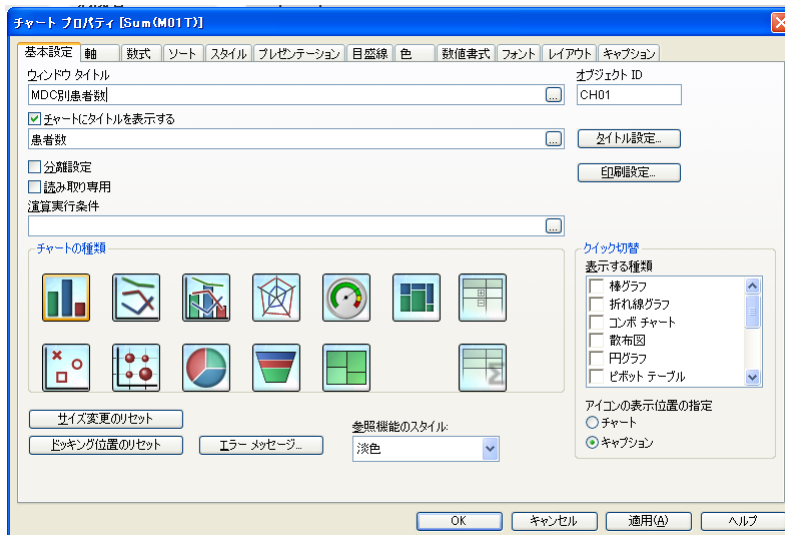 チャート プロパティ [Sum(M01T)]
基本設定 軸 数式 ソート スタイル プレゼンテーション 目盛線 色 数値書式 フォント レイアウト キャプション
ウィンドウ タイトル
オブジェクト ID
MDC別患者数
...
CH01
チャートにタイトルを表示する
患者数
...
タイトル設定...
分離設定
印刷設定...
読み取り専用
演算実行条件
...
チャートの種類
クイック切替
表示する種類
棒グラフ
折れ線グラフ
コンボ チャート
散布図
円グラフ
ピボット テーブル
サイズ変更のリセット
ドッキング位置のリセット
エラー メッセージ...
参照機能のスタイル:
淡色
アイコンの表示位置の指定
チャート
キャプション
OK
キャンセル
適用(A)
ヘルプ